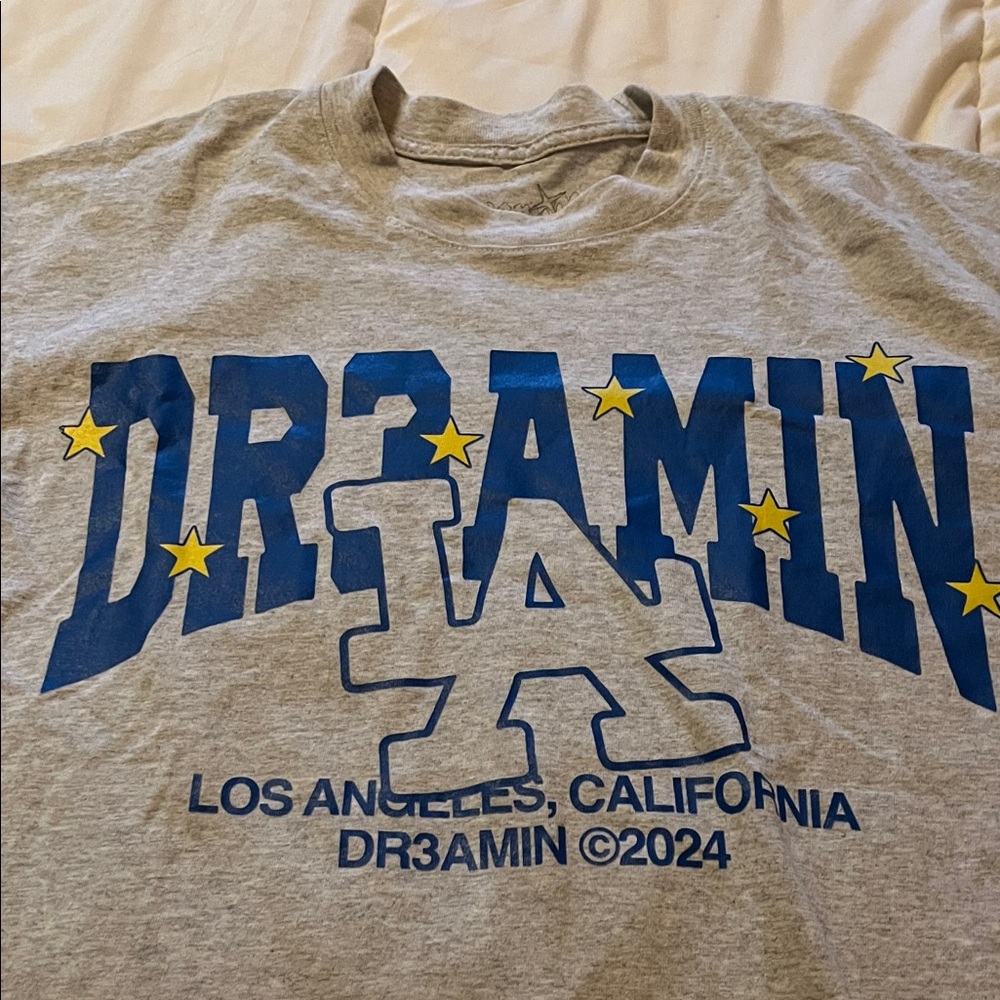 DR3AMIN
LA
LOS ANGELES, CALIFORNIA
DR3AMIN ©2024